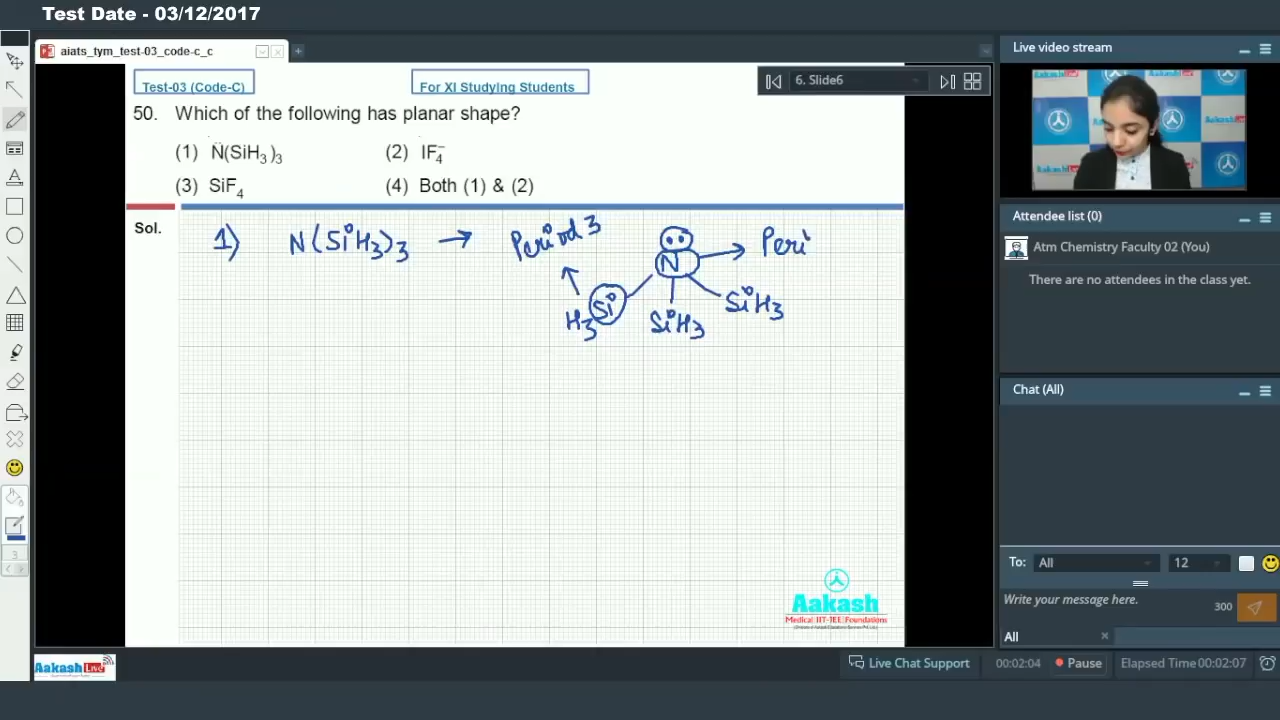 Test Date - 03/12/2017
aiats_tym_test-03_code-c_c
Test-03 (Code-C)
For XI Studying Students
6. Slide6
50. Which of the following has planar shape?
(1) N̈(SiH₃)₃
(2) IF₄⁻
(3) SiF₄
(4) Both (1) & (2)
Sol.
1) N(SiH₃)₃ → Period 3
N
Peri
H₃Si
SiH₃
SiH₃
Aakash
Medical|IIT-JEE|Foundations
Live video stream
Attendee list (0)
Atm Chemistry Faculty 02 (You)
There are no attendees in the class yet.
Chat (All)
To: All 12
Write your message here.
300
All
3
Aakash Live
Live Chat Support
00:02:04
Pause
Elapsed Time 00:02:07